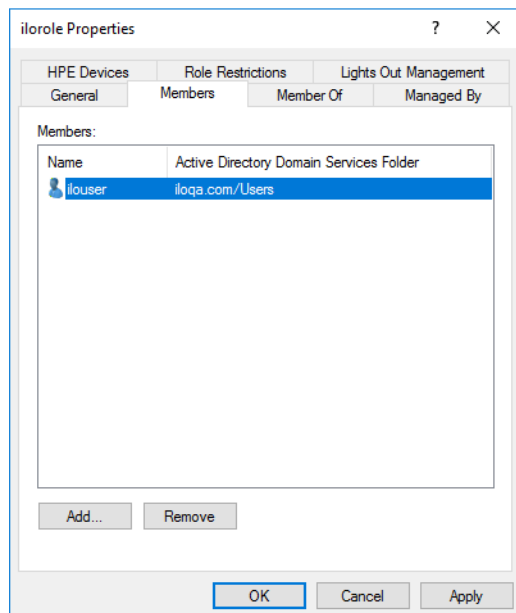 ilorole Properties
?
HPE Devices Role Restrictions Lights Out Management
General Members Member Of Managed By
Members:
Name Active Directory Domain Services Folder
ilouser iloqa.com/Users
Add... Remove
OK Cancel Apply